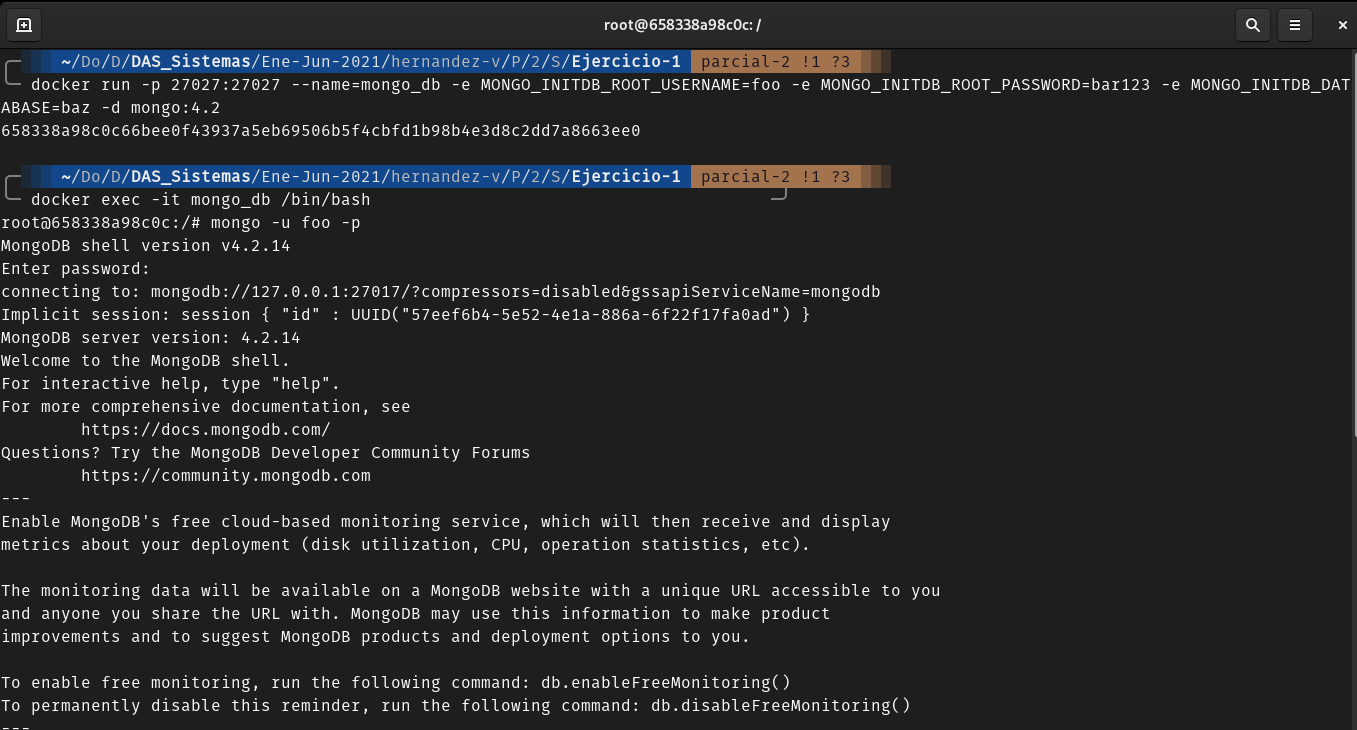 root@658338a98c0c: /
~/Do/D/DAS_Sistemas/Ene-Jun-2021/hernandez-v/P/2/S/Ejercicio-1 parcial-2 !1 ?3
docker run -p 27027:27027 --name=mongo_db -e MONGO_INITDB_ROOT_USERNAME=foo -e MONGO_INITDB_ROOT_PASSWORD=bar123 -e MONGO_INITDB_DAT
ABASE=baz -d mongo:4.2
658338a98c0c66bee0f43937a5eb69506b5f4cbfd1b98b4e3d8c2dd7a8663ee0
~/Do/D/DAS_Sistemas/Ene-Jun-2021/hernandez-v/P/2/S/Ejercicio-1 parcial-2 !1 ?3
docker exec -it mongo_db /bin/bash
root@658338a98c0c:/# mongo -u foo -p
MongoDB shell version v4.2.14
Enter password:
connecting to: mongodb://127.0.0.1:27017/?compressors=disabled&gssapiServiceName=mongodb
Implicit session: session { "id" : UUID("57eef6b4-5e52-4e1a-886a-6f22f17fa0ad") }
MongoDB server version: 4.2.14
Welcome to the MongoDB shell.
For interactive help, type "help".
For more comprehensive documentation, see
https://docs.mongodb.com/
Questions? Try the MongoDB Developer Community Forums
https://community.mongodb.com
---
Enable MongoDB's free cloud-based monitoring service, which will then receive and display
metrics about your deployment (disk utilization, CPU, operation statistics, etc).
The monitoring data will be available on a MongoDB website with a unique URL accessible to you
and anyone you share the URL with. MongoDB may use this information to make product
improvements and to suggest MongoDB products and deployment options to you.
To enable free monitoring, run the following command: db.enableFreeMonitoring()
To permanently disable this reminder, run the following command: db.disableFreeMonitoring()
---